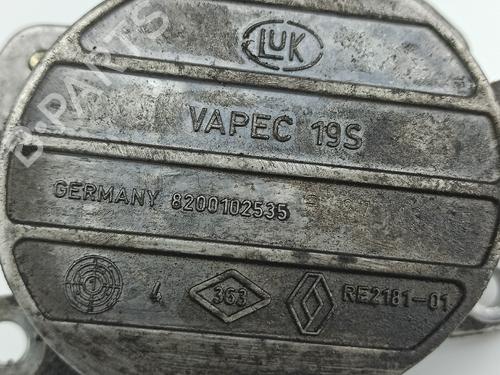 B-PARTS
LUK
VAPEC 19S
GERMANY 8200102535
4 363 RE2181-01